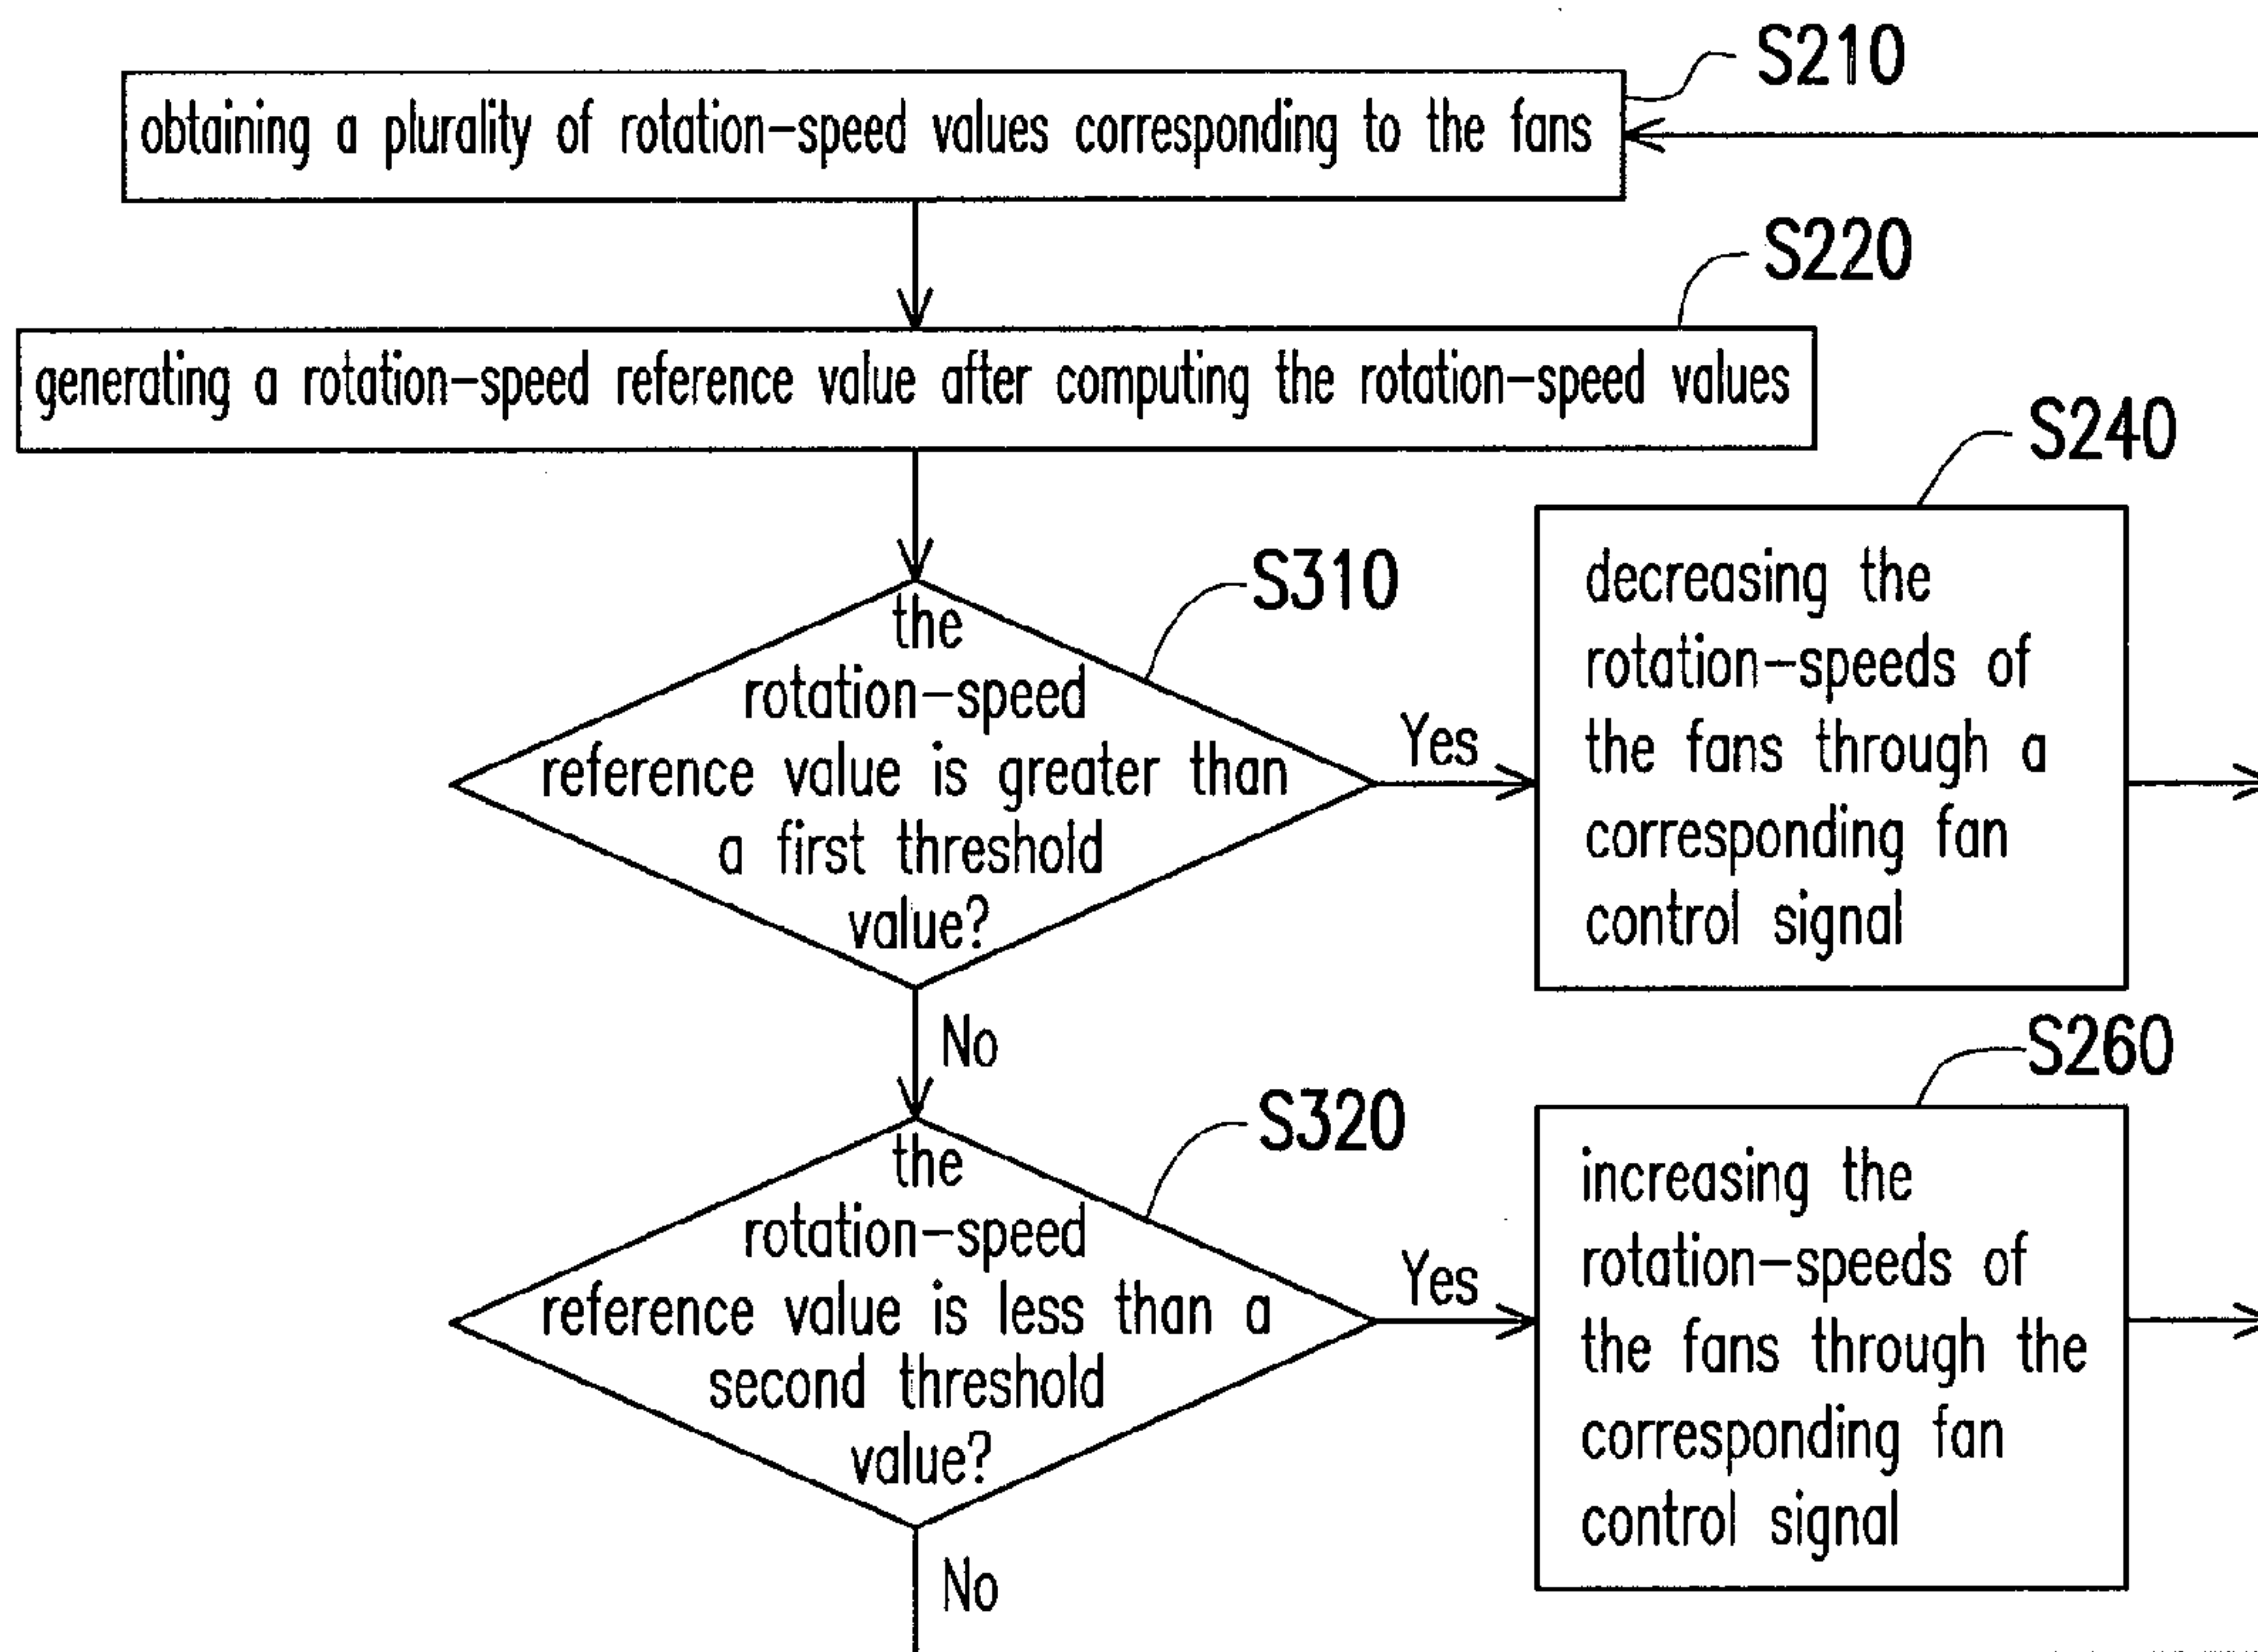 S210
obtaining a plurality of rotation-speed values corresponding to the fans
S220
generating a rotation-speed reference value after computing the rotation-speed values
S240
decreasing the
rotation-speeds of
the fans through a
corresponding fan
control signal
S310
the
rotation-speed
reference value is greater than
a first threshold
value?
Yes
No
S260
increasing the
rotation-speeds of
the fans through the
corresponding fan
control signal
S320
the
rotation-speed
reference value is less than a
second threshold
value?
Yes
No